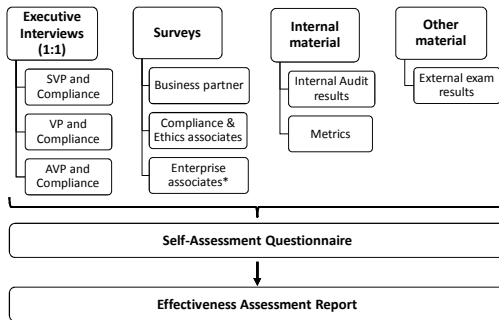 Executive
Interviews
(1:1)
SVP and
Compliance
VP and
Compliance
AVP and
Compliance
Surveys
Business partner
Compliance &
Ethics associates
Enterprise
associates*
Internal
material
Internal Audit
results
Metrics
Other
material
External exam
results
Self-Assessment Questionnaire
Effectiveness Assessment Report